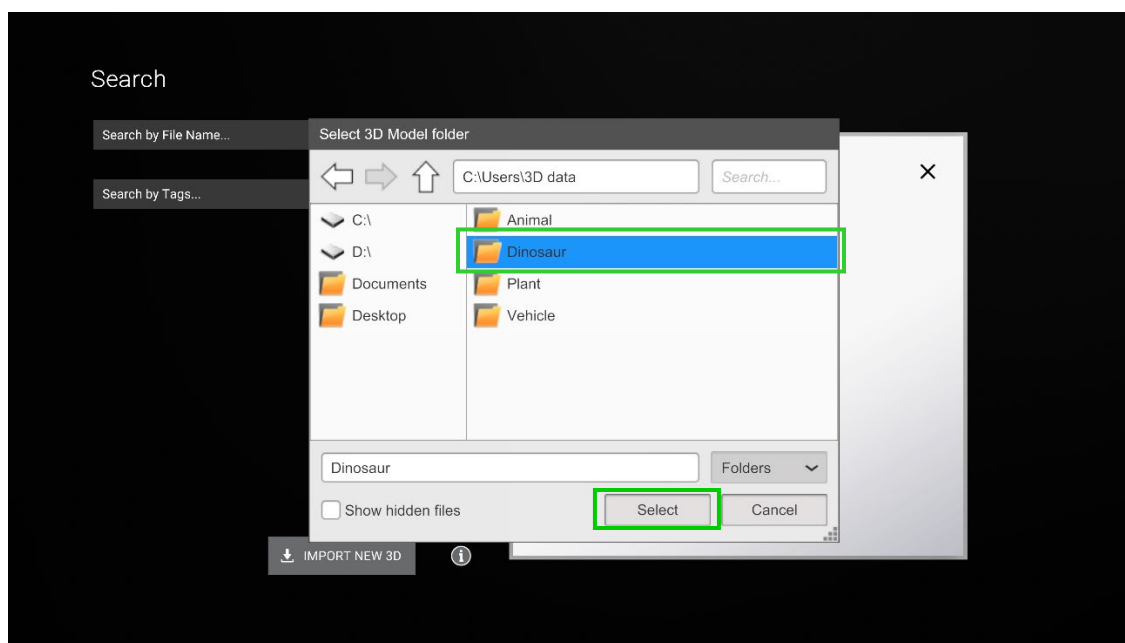 Search
Search by File Name...
Search by Tags...
Select 3D Model folder
C:\Users\3D data
Search...
C:\
D:\
Documents
Desktop
Animal
Dinosaur
Plant
Vehicle
Dinosaur
Folders
Show hidden files
Select
Cancel
IMPORT NEW 3D